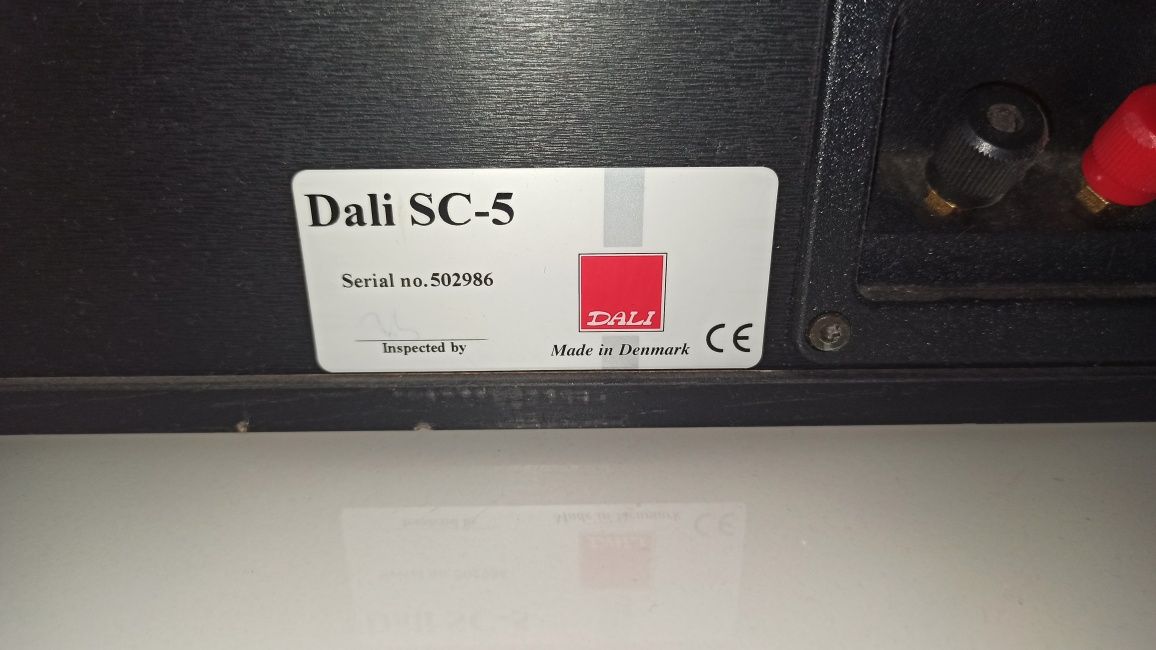 Dali SC-5
Serial no.502986
DALI
Inspected by
Made in Denmark
CE